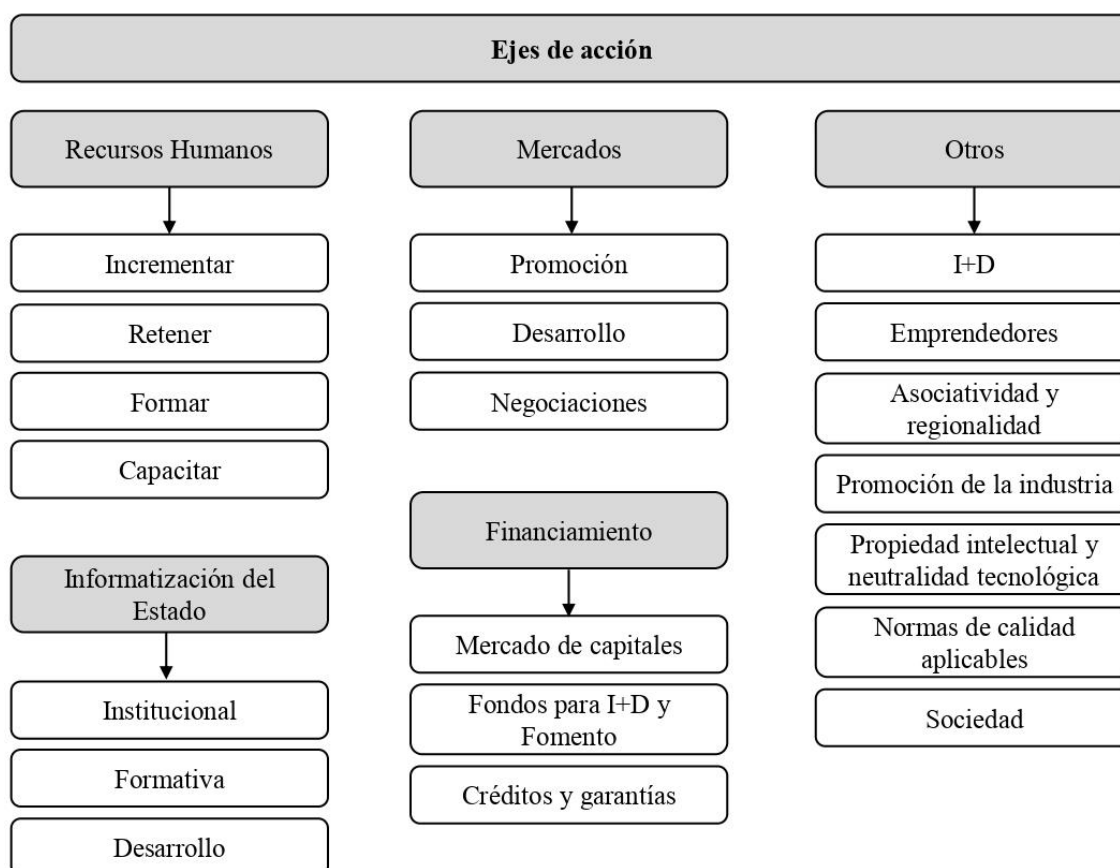 Ejes de acción
Recursos Humanos
Incrementar
Retener
Formar
Capacitar
Informatización del
Estado
Institucional
Formativa
Desarrollo
Mercados
Promoción
Desarrollo
Negociaciones
Financiamiento
Mercado de capitales
Fondos para I+D y
Fomento
Créditos y garantías
Otros
I+D
Emprendedores
Asociatividad y
regionalidad
Promoción de la industria
Propiedad intelectual y
neutralidad tecnológica
Normas de calidad
aplicables
Sociedad